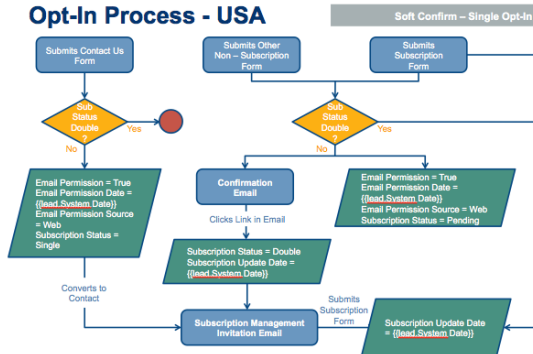 Opt-In Process - USA
Soft Confirm – Single Opt-In
Submits Contact Us
Form
Submits Other
Non – Subscription
Form
Submits
Subscription
Form
Sub
Status
Double
?
Yes
No
Sub
Status
Double
?
Yes
No
Email Permission = True
Email Permission Date =
{{lead.System Date}}
Email Permission Source
= Web
Subscription Status =
Single
Confirmation
Email
Email Permission = True
Email Permission Date =
{{lead.System Date}}
Email Permission Source = Web
Subscription Status = Pending
Clicks Link in Email
Subscription Status = Double
Subscription Update Date =
{{lead.System Date}}
Converts to
Contact
Subscription Management
Invitation Email
Submits
Subscription
Form
Subscription Update Date
= {{lead.System Date}}